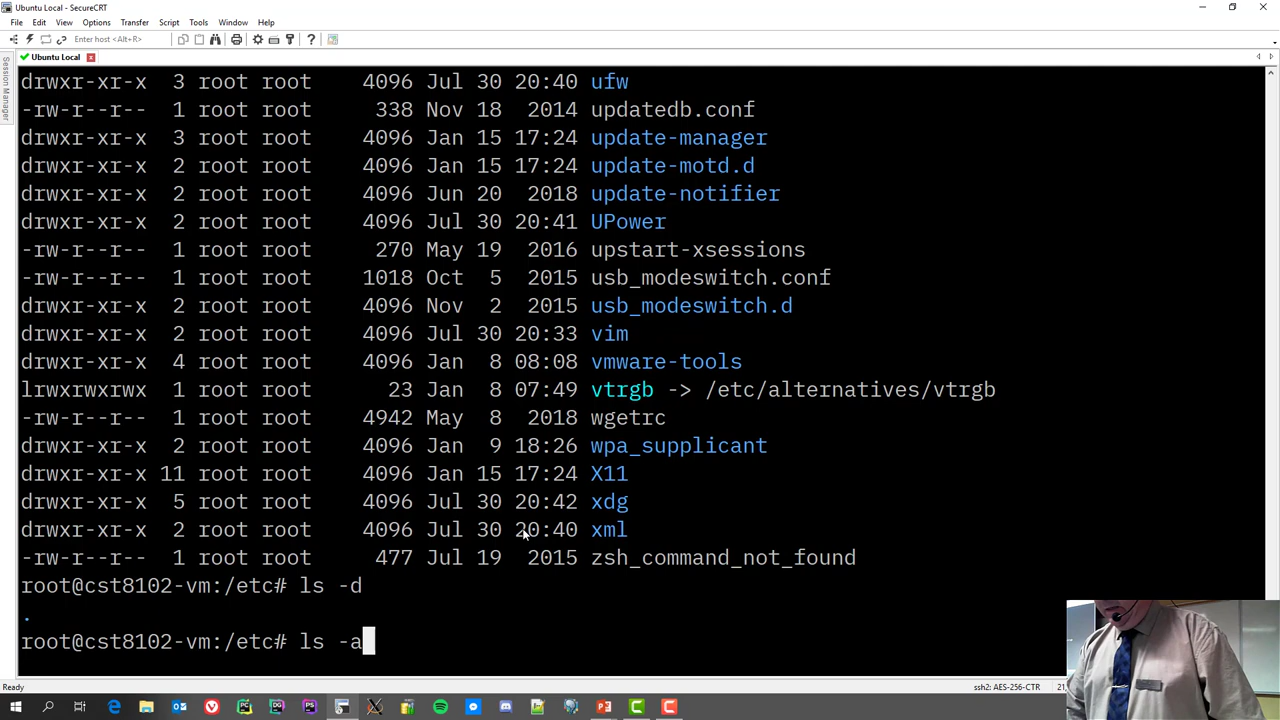 Ubuntu Local - SecureCRT
File Edit View Options Transfer Script Tools Window Help
Enter host <Alt+R>
Session Manager
Ubuntu Local
drwxr-xr-x 3 root root 4096 Jul 30 20:40 ufw
-rw-r--r-- 1 root root 338 Nov 18 2014 updatedb.conf
drwxr-xr-x 3 root root 4096 Jan 15 17:24 update-manager
drwxr-xr-x 2 root root 4096 Jan 15 17:24 update-motd.d
drwxr-xr-x 2 root root 4096 Jun 20 2018 update-notifier
drwxr-xr-x 2 root root 4096 Jul 30 20:41 UPower
-rw-r--r-- 1 root root 270 May 19 2016 upstart-xsessions
-rw-r--r-- 1 root root 1018 Oct 5 2015 usb_modeswitch.conf
drwxr-xr-x 2 root root 4096 Nov 2 2015 usb_modeswitch.d
drwxr-xr-x 2 root root 4096 Jul 30 20:33 vim
drwxr-xr-x 4 root root 4096 Jan 8 08:08 vmware-tools
lrwxrwxrwx 1 root root 23 Jan 8 07:49 vtrgb -> /etc/alternatives/vtrgb
-rw-r--r-- 1 root root 4942 May 8 2018 wgetrc
drwxr-xr-x 2 root root 4096 Jan 9 18:26 wpa_supplicant
drwxr-xr-x 11 root root 4096 Jan 15 17:24 X11
drwxr-xr-x 5 root root 4096 Jul 30 20:42 xdg
drwxr-xr-x 2 root root 4096 Jul 30 20:40 xml
-rw-r--r-- 1 root root 477 Jul 19 2015 zsh_command_not_found
root@cst8102-vm:/etc# ls -d
.
root@cst8102-vm:/etc# ls -a
Ready
ssh2: AES-256-CTR
21,